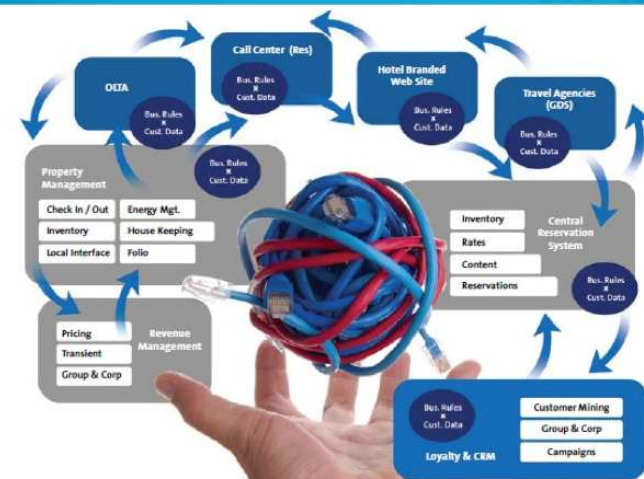 Call Center (Res)
Bus. Rules
x
Cust. Data
OLTA
Bus. Rules
x
Cust. Data
Hotel Branded
Web Site
Bus. Rules
x
Cust. Data
Travel Agencies
(GDS)
Bus. Rules
x
Cust. Data
Property
Management
Bus. Rules
x
Cust. Data
Check In / Out
Energy Mgt.
Inventory
House Keeping
Local Interface
Folio
Inventory
Rates
Content
Reservations
Central
Reservation
System
Bus. Rules
x
Cust. Data
Pricing
Transient
Group & Corp
Revenue
Management
Bus. Rules
x
Cust. Data
Loyalty & CRM
Customer Mining
Group & Corp
Campaigns